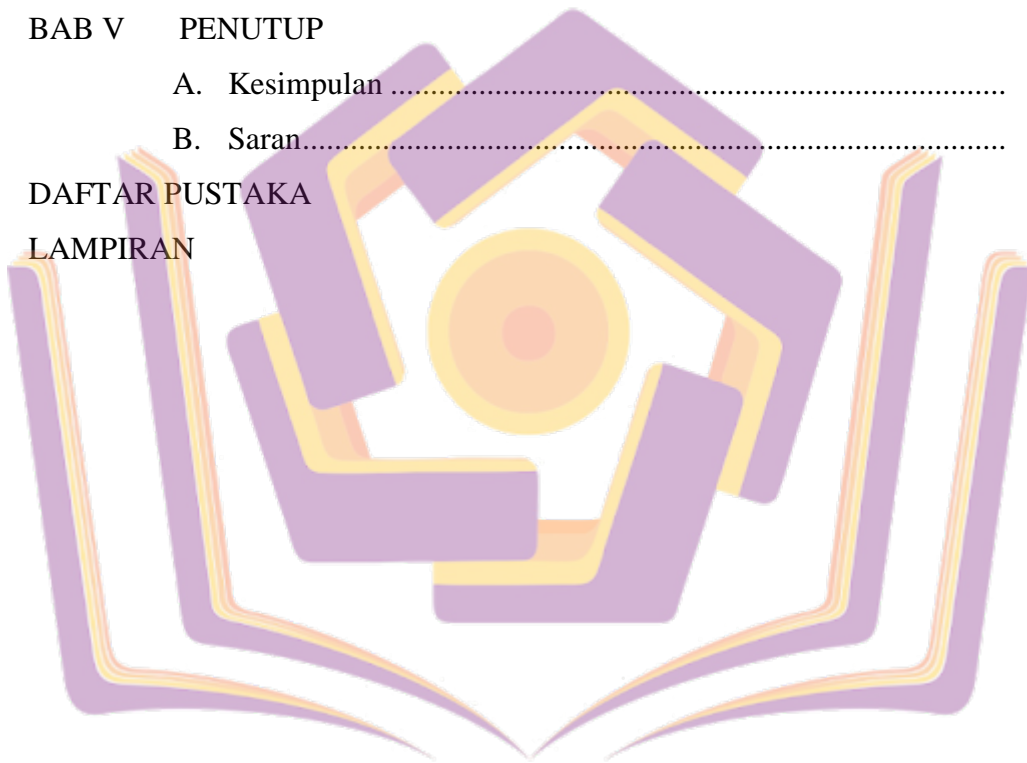 BAB V PENUTUP
A. Kesimpulan ............................................................................
B. Saran.......................................................................................
DAFTAR PUSTAKA
LAMPIRAN